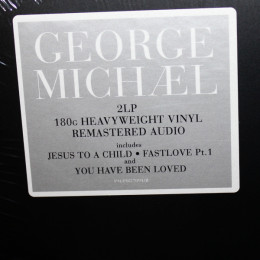 GEORGE
MICHÆL
2LP
180G HEAVYWEIGHT VINYL
REMASTERED AUDIO
includes
JESUS TO A CHILD • FASTLOVE Pt.1
and
YOU HAVE BEEN LOVED